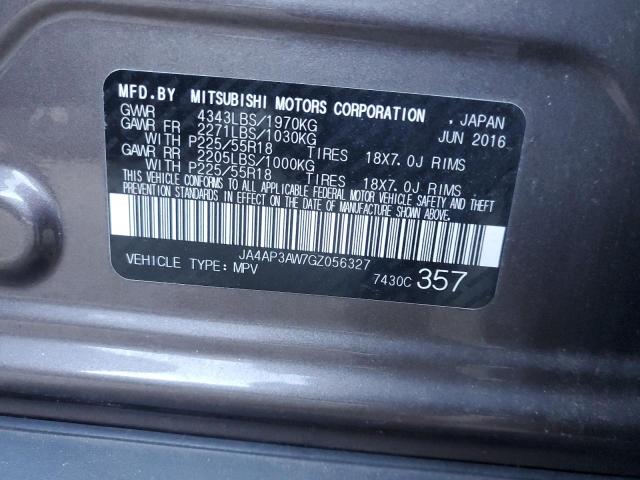 MFD.BY MITSUBISHI MOTORS CORPORATION , JAPAN
GVWR 4343LBS/1970KG JUN 2016
GAWR FR 2271LBS/1030KG
WITH P225/55R18 TIRES 18X7.0J RIMS
GAWR RR 2205LBS/1000KG
WITH P225/55R18 TIRES 18X7.0J RIMS
THIS VEHICLE CONFORMS TO ALL APPLICABLE FEDERAL MOTOR VEHICLE SAFETY AND THEFT
PREVENTION STANDARDS IN EFFECT ON THE DATE OF MANUFACTURE
SHOWN ABOVE.
JA4AP3AW7GZ056327
VEHICLE TYPE:MPV 7430C 357